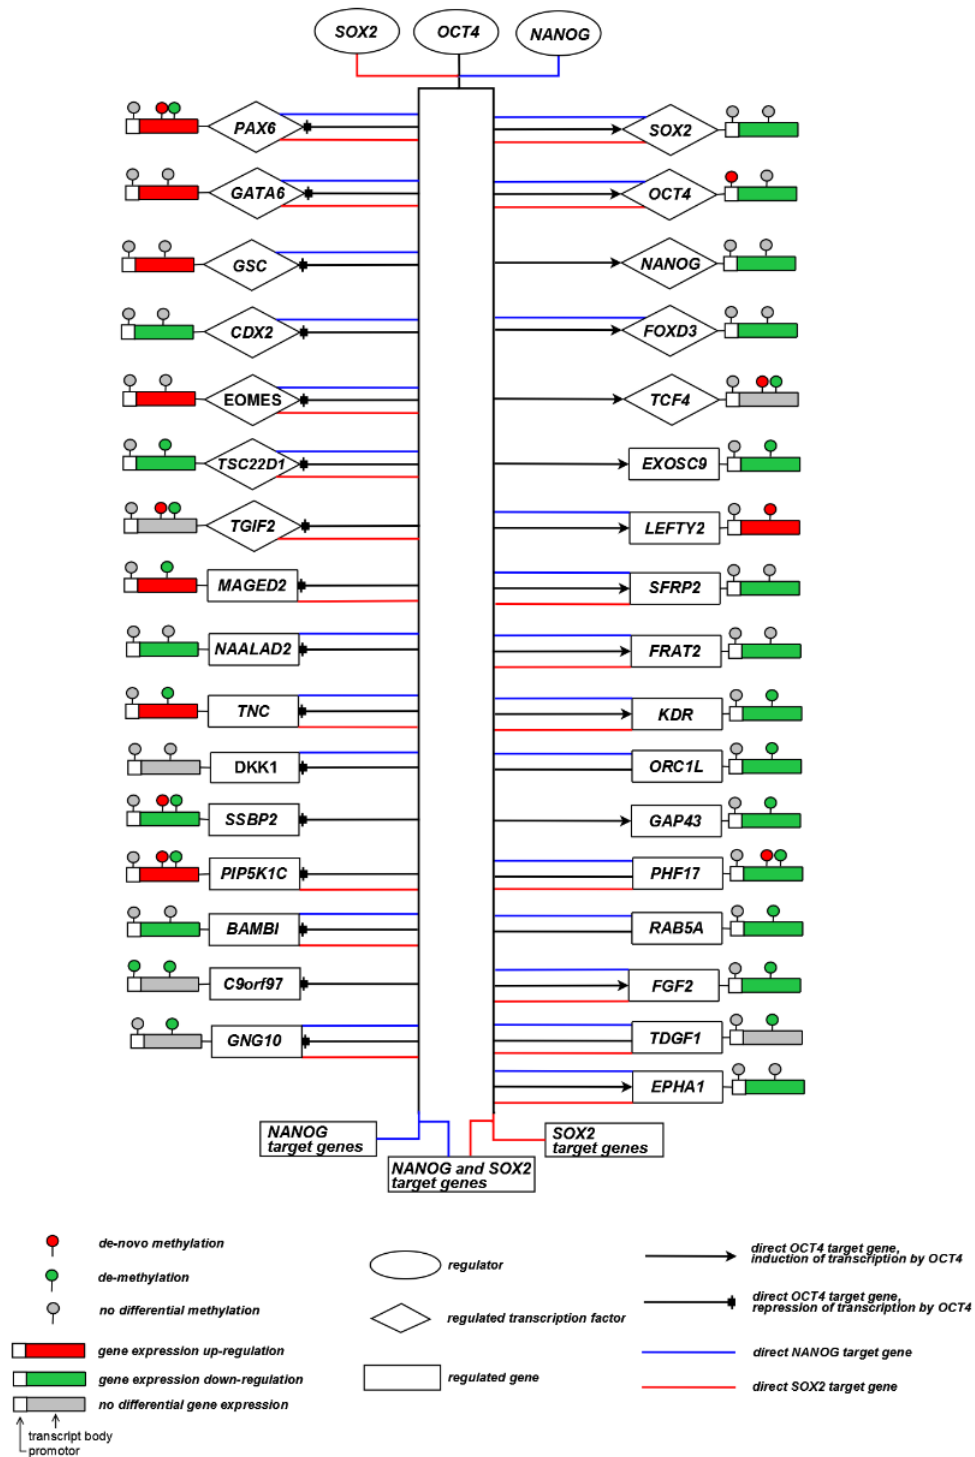 SOX2 OCT4 NANOG
PAX6 SOX2
GATA6 OCT4
GSC NANOG
CDX2 FOXD3
EOMES TCF4
TSC22D1 EXOSC9
TGIF2 LEFTY2
MAGED2 SFRP2
NAALAD2 FRAT2
TNC KDR
DKK1 ORC1L
SSBP2 GAP43
PIP5K1C PHF17
BAMBI RAB5A
C9orf97 FGF2
GNG10 TDGF1
EPHA1
NANOG
target genes
SOX2
target genes
NANOG and SOX2
target genes
de-novo methylation
de-methylation
no differential methylation
gene expression up-regulation
gene expression down-regulation
no differential gene expression
transcript body
promotor
regulator
regulated transcription factor
regulated gene
direct OCT4 target gene,
induction of transcription by OCT4
direct OCT4 target gene,
repression of transcription by OCT4
direct NANOG target gene
direct SOX2 target gene